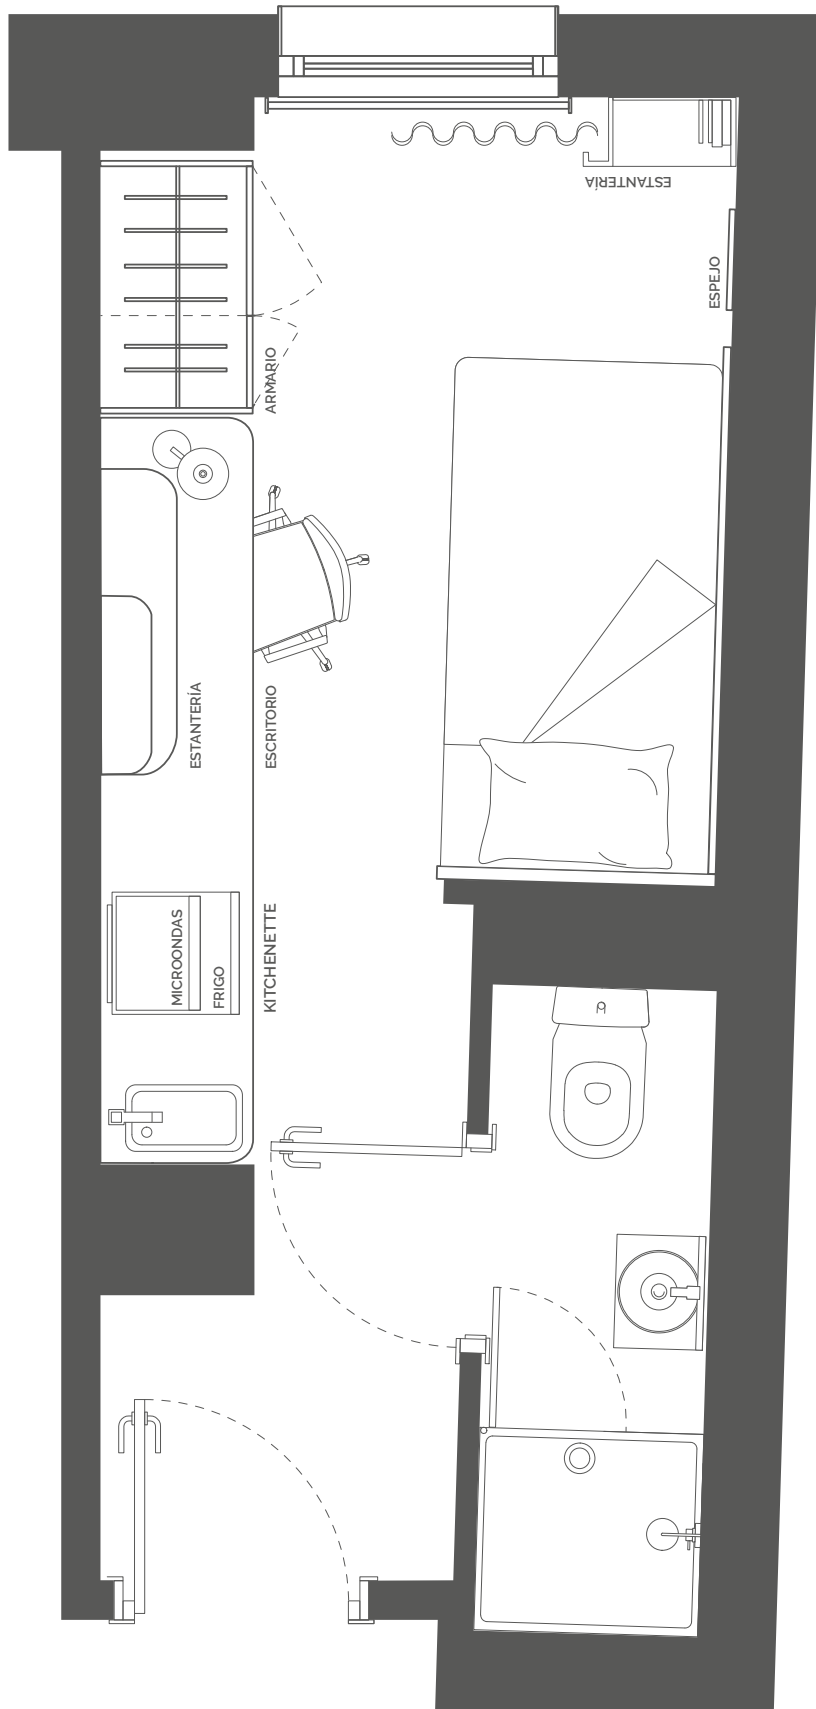 ESTANTERÍA
ESPEJO
ARMARIO
ESTANTERÍA
ESCRITORIO
MICROONDAS
FRIGO
KITCHENETTE